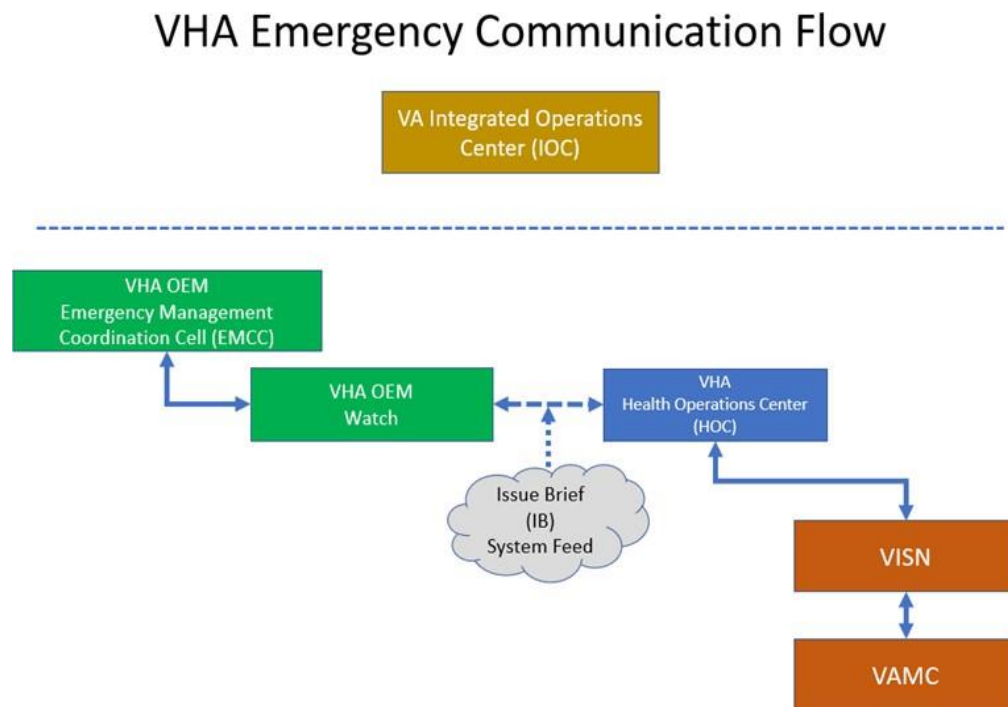 VHA Emergency Communication Flow
VA Integrated Operations
Center (IOC)
VHA OEM
Emergency Management
Coordination Cell (EMCC)
VHA OEM
Watch
VHA
Health Operations Center
(HOC)
Issue Brief
(IB)
System Feed
VISN
VAMC